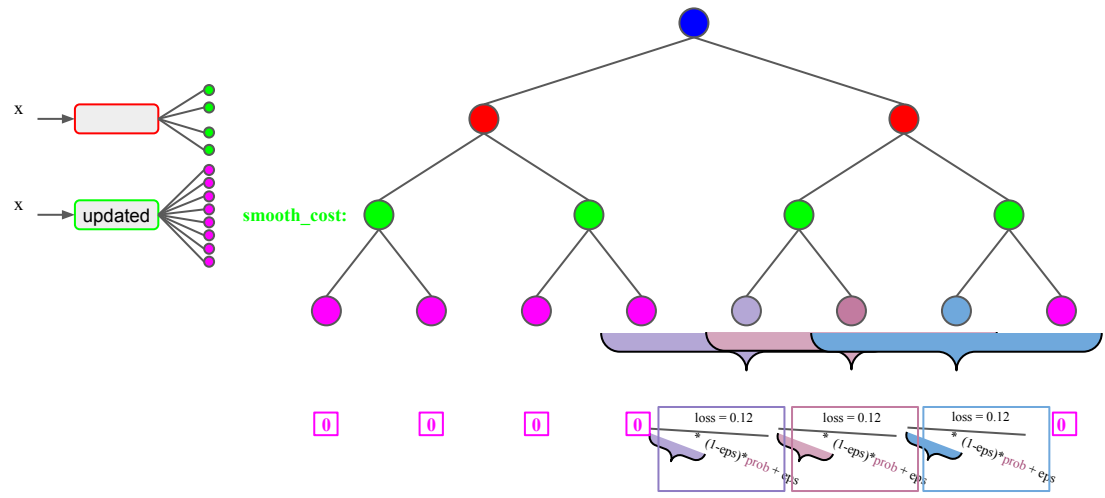 x
x
updated
smooth_cost:
0
0
0
0
loss = 0.12
* (1-eps)*prob + eps
loss = 0.12
* (1-eps)*prob + eps
loss = 0.12
* (1-eps)*prob + eps
0